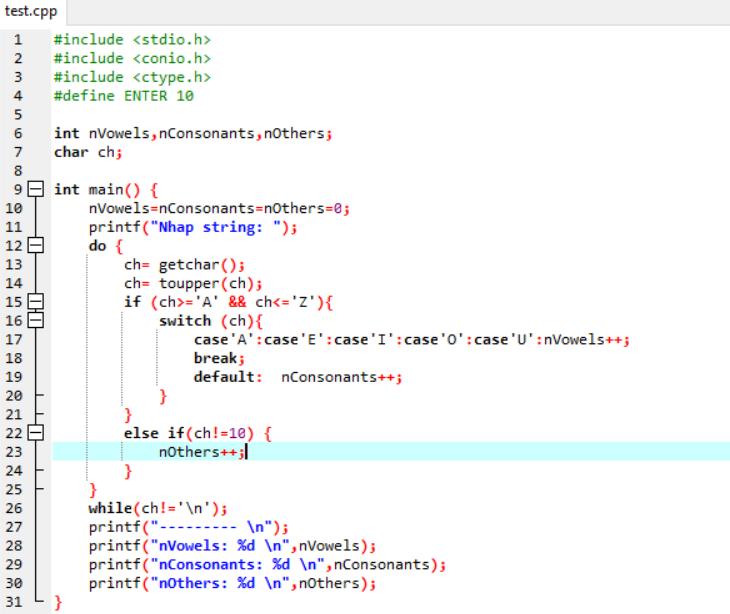 test.cpp
1 #include <stdio.h>
2 #include <conio.h>
3 #include <ctype.h>
4 #define ENTER 10
5
6 int nVowels,nConsonants,nOthers;
7 char ch;
8
9 int main() {
10 nVowels=nConsonants=nOthers=0;
11 printf("Nhap string: ");
12 do {
13 ch= getchar();
14 ch= toupper(ch);
15 if (ch>='A' && ch<='Z'){
16 switch (ch){
17 case'A':case'E':case'I':case'O':case'U':nVowels++;
18 break;
19 default:  nConsonants++;
20 }
21 }
22 else if(ch!=10) {
23 nOthers++;
24 }
25 }
26 while(ch!='\n');
27 printf("--------- \n");
28 printf("nVowels: %d \n",nVowels);
29 printf("nConsonants: %d \n",nConsonants);
30 printf("nOthers: %d \n",nOthers);
31 }